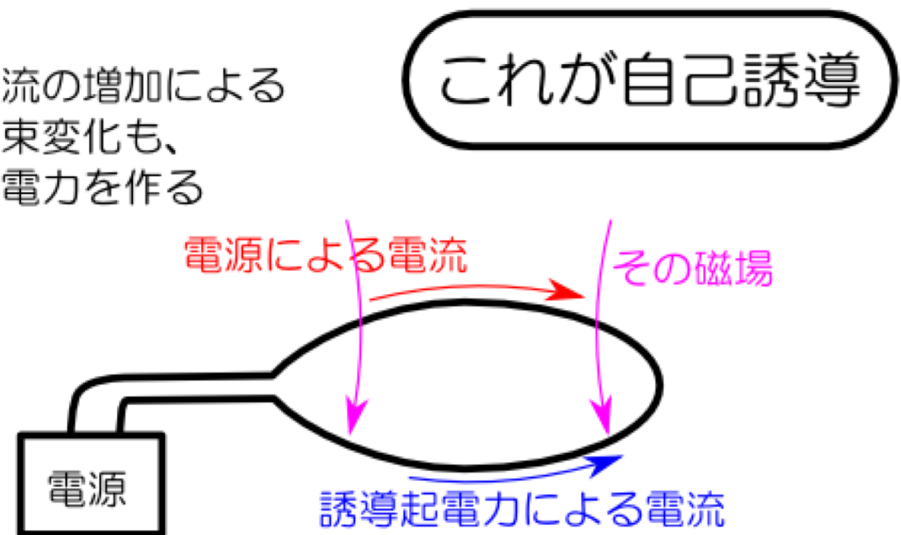 これが自己誘導
流の増加による
束変化も、
電力を作る
電源による電流
その磁場
電源
誘導起電力による電流